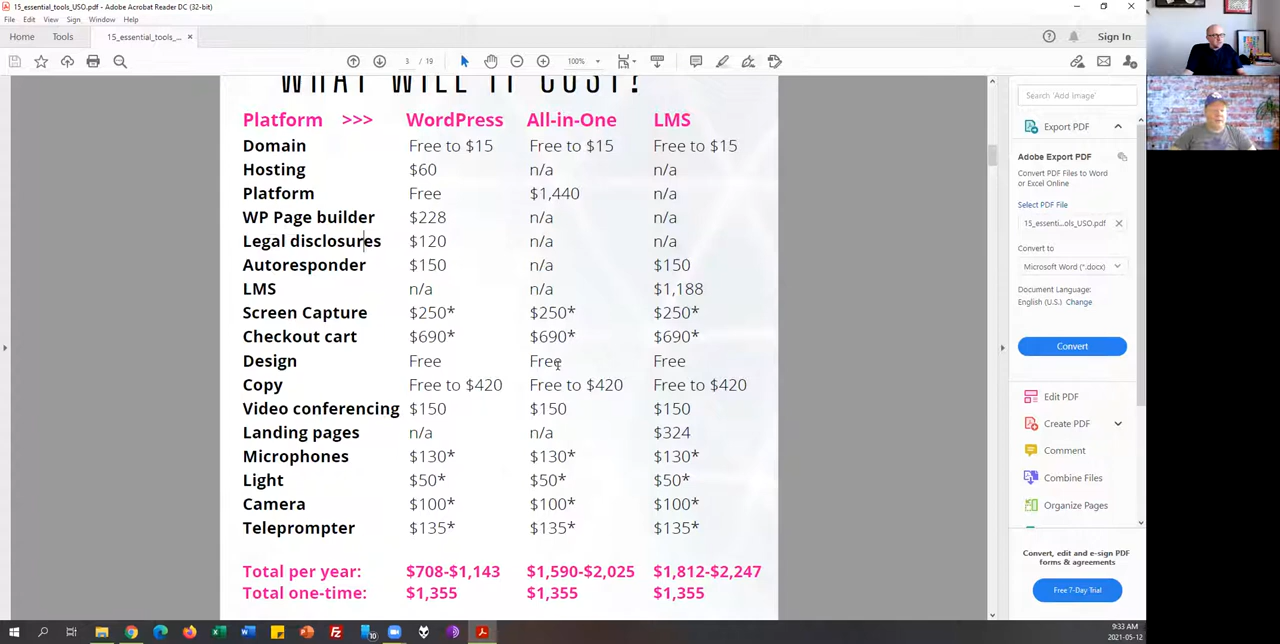 15_essential_tools_USO.pdf - Adobe Acrobat Reader DC (32-bit)
File Edit View Sign Window Help
Home Tools 15_essential_tools_... × Sign In
3 / 19 100%
WHAT WILL IT COST?
Platform >>> WordPress All-in-One LMS
Domain Free to $15 Free to $15 Free to $15
Hosting $60 n/a n/a
Platform Free $1,440 n/a
WP Page builder $228 n/a n/a
Legal disclosures $120 n/a n/a
Autoresponder $150 n/a $150
LMS n/a n/a $1,188
Screen Capture $250* $250* $250*
Checkout cart $690* $690* $690*
Design Free Free Free
Copy Free to $420 Free to $420 Free to $420
Video conferencing $150 $150 $150
Landing pages n/a n/a $324
Microphones $130* $130* $130*
Light $50* $50* $50*
Camera $100* $100* $100*
Teleprompter $135* $135* $135*
Total per year: $708-$1,143 $1,590-$2,025 $1,812-$2,247
Total one-time: $1,355 $1,355 $1,355
Search 'Add Image'
Export PDF
Adobe Export PDF
Convert PDF Files to Word
or Excel Online
Select PDF File
15_essenti...ols_USO.pdf ×
Convert to
Microsoft Word (*.docx)
Document Language:
English (U.S.) Change
Convert
Edit PDF
Create PDF
Comment
Combine Files
Organize Pages
Convert, edit and e-sign PDF
forms & agreements
Free 7-Day Trial
9:33 AM
2021-05-12